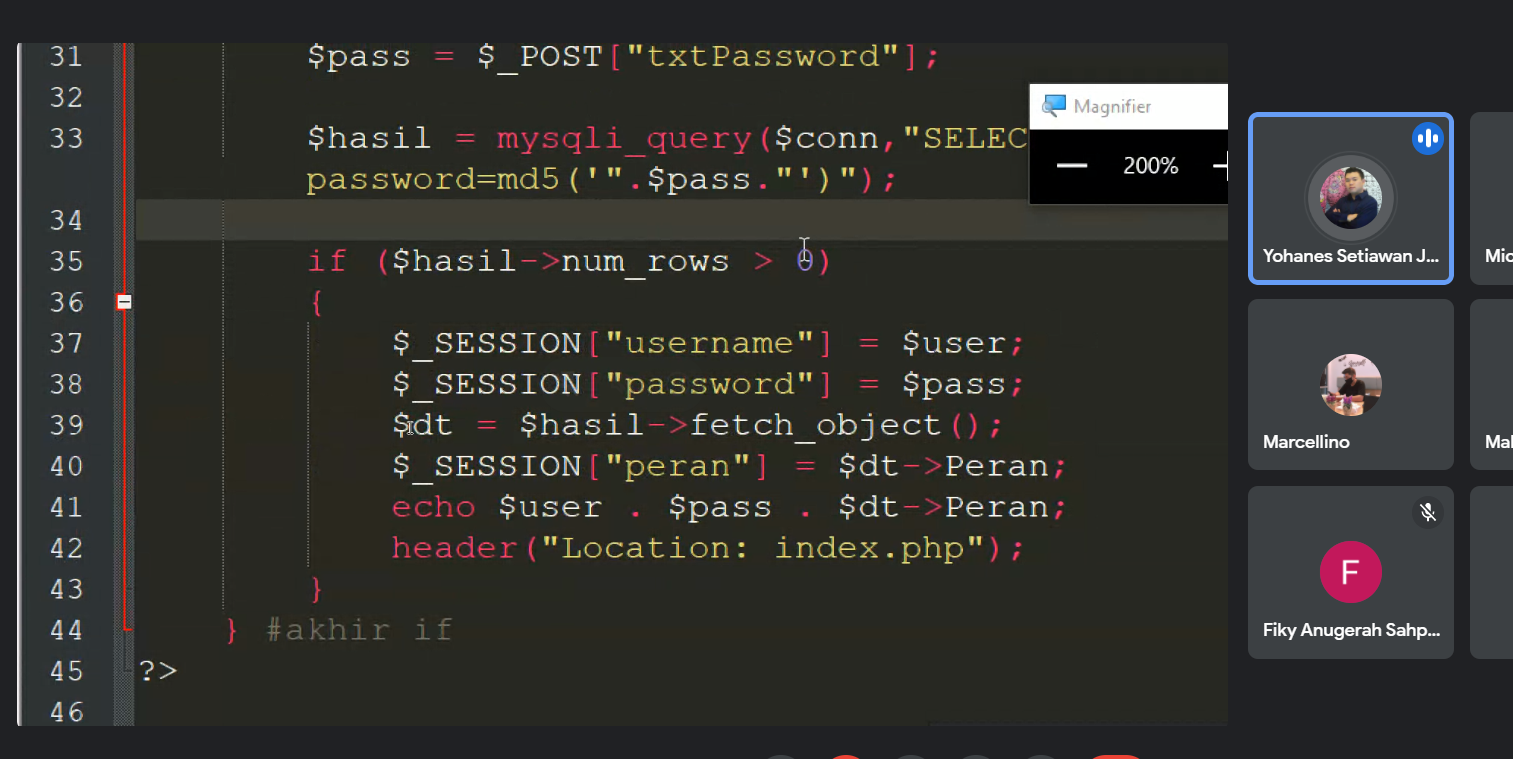 31 $pass = $_POST["txtPassword"];
32
33 $hasil = mysqli_query($conn,"SELEC
password=md5('".$pass."')");
34
35 if ($hasil->num_rows > 0)
36 {
37 $_SESSION["username"] = $user;
38 $_SESSION["password"] = $pass;
39 $dt = $hasil->fetch_object();
40 $_SESSION["peran"] = $dt->Peran;
41 echo $user . $pass . $dt->Peran;
42 header("Location: index.php");
43 }
44 } #akhir if
45 ?>
46
Magnifier
200%
Yohanes Setiawan J...
Marcellino
F
Fiky Anugerah Sahp...